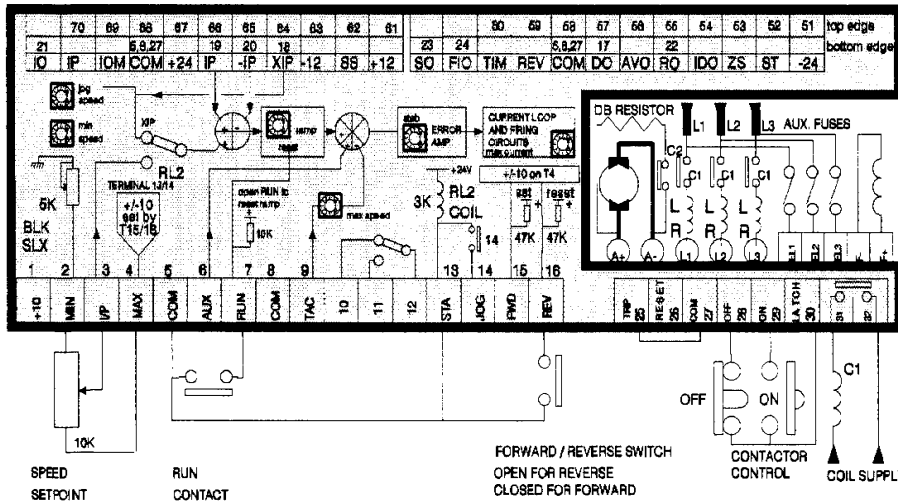 70 69 68 67 66 65 64 63 62 61
60 59 58 57 56 55 54 53 52 51 top edge
21 6,8,27 19 20 18
23 24 6,8,27 17 22 bottom edge
IO IP IOM COM +24 IP -IP XIP -12 SS +12
SO FIO TIM REV COM DO AVO RO IDO ZS ST -24
jog speed
min speed
XIP
RL2
TERMINAL 13/14
+/-10
set by
T15/16
5K
BLK
SLX
ramp
reset
open RUN to
reset ramp
10K
max speed
stab
ERROR
AMP
CURRENT LOOP
AND FIRING
CIRCUITS
max current
+24V
+/-10 on T4
3K
RL2
COIL
14
set
reset
47K
47K
DB RESISTOR
L1 L2 L3 AUX. FUSES
C2
C1 C1 C1
L L L
R R R
A+ A- L1 L2 L3 EL1 EL2 EL3 F- F+
1 2 3 4 5 6 7 8 9 10 11 12 13 14 15 16
+10 MIN I/P MAX COM AUX RUN COM TAC STA JOG FWD REV
TRIP RESET COM OFF ON LATCH S1 S2
25 26 27 28 29 30
10K
OFF
ON
C1
SPEED
SETPOINT
RUN
CONTACT
FORWARD / REVERSE SWITCH
OPEN FOR REVERSE
CLOSED FOR FORWARD
CONTACTOR
CONTROL
COIL SUPPLY